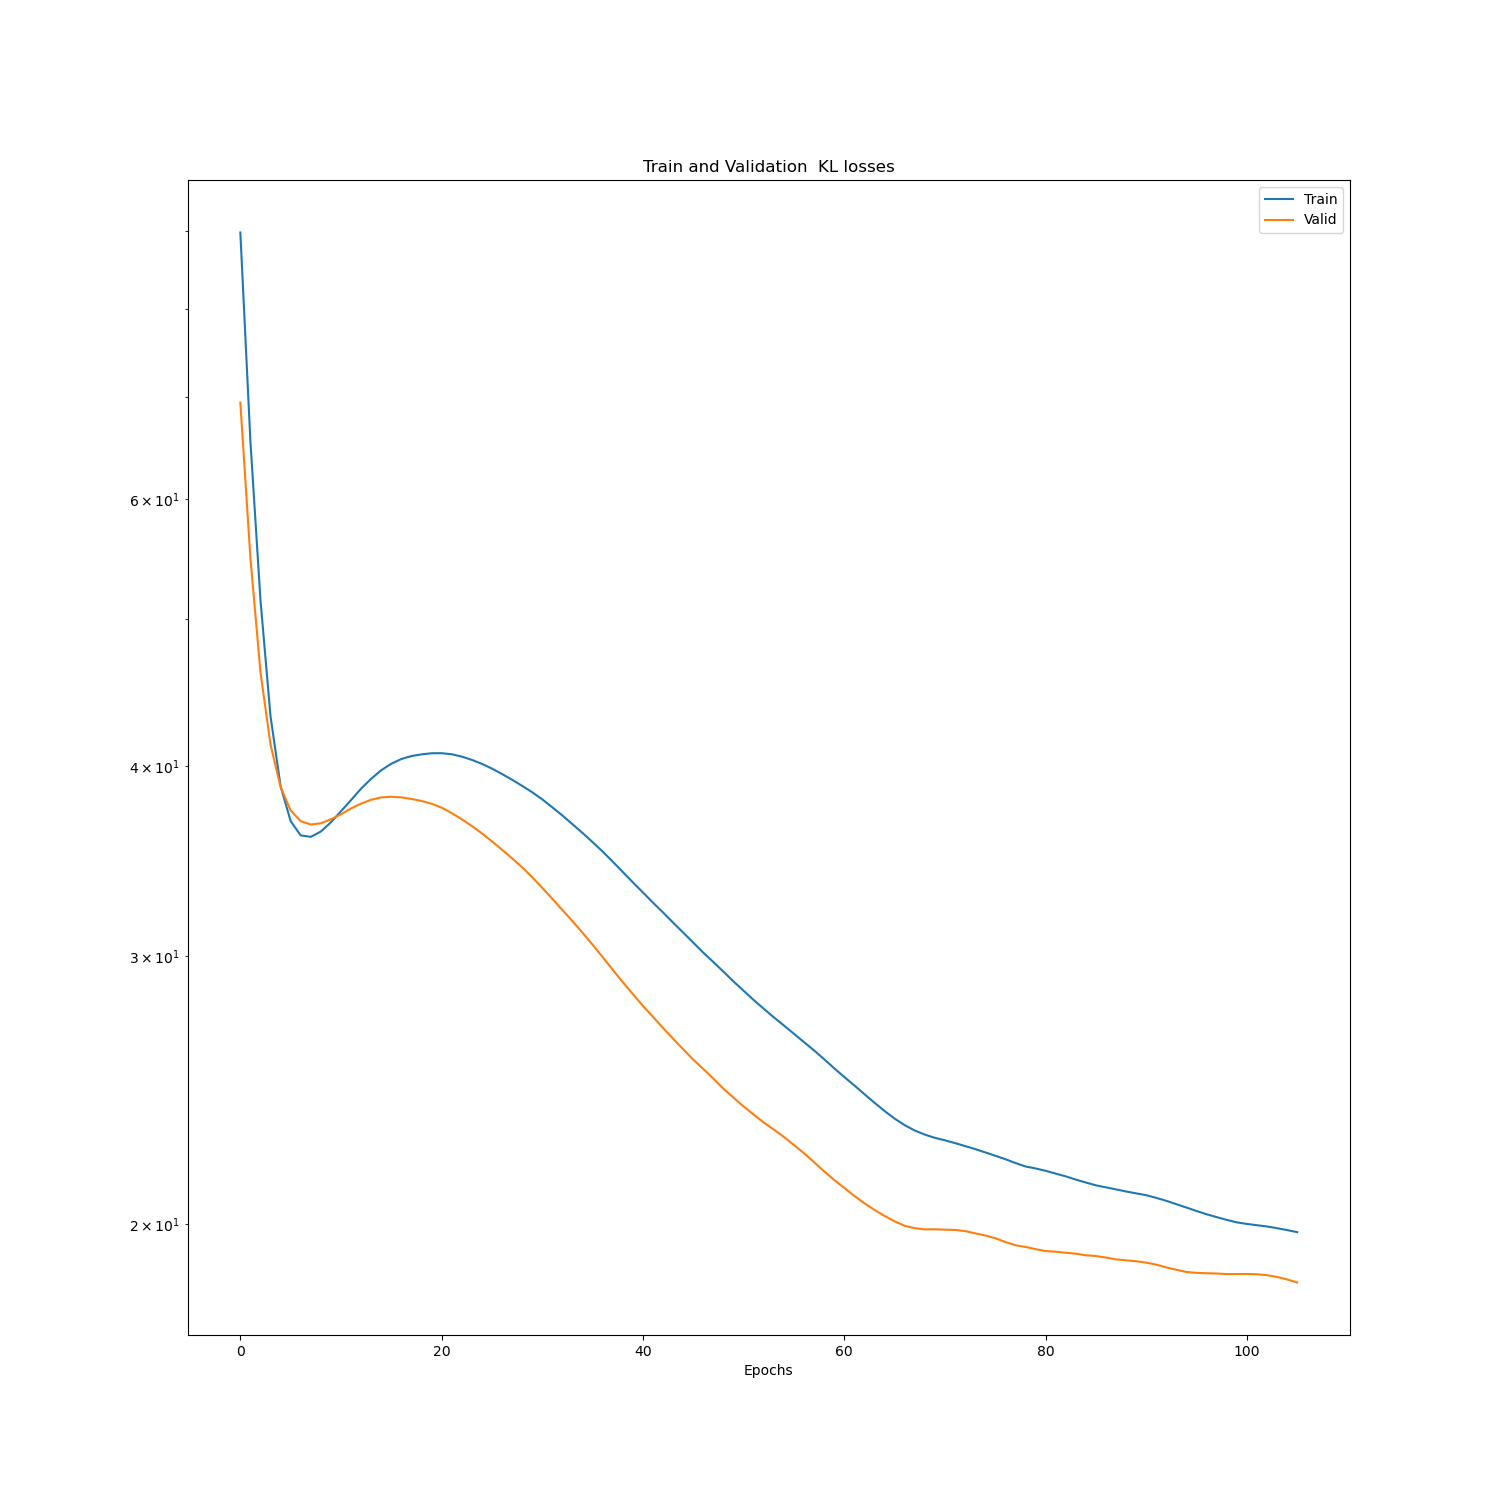 Train and Validation  KL losses
Train
Valid
6 × 10¹
4 × 10¹
3 × 10¹
2 × 10¹
0 20 40 60 80 100
Epochs